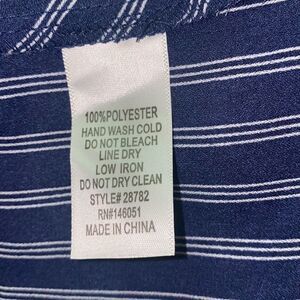 100%POLYESTER
HAND WASH COLD
DO NOT BLEACH
LINE DRY
LOW IRON
DO NOT DRY CLEAN
STYLE# 28782
RN#146051
MADE IN CHINA